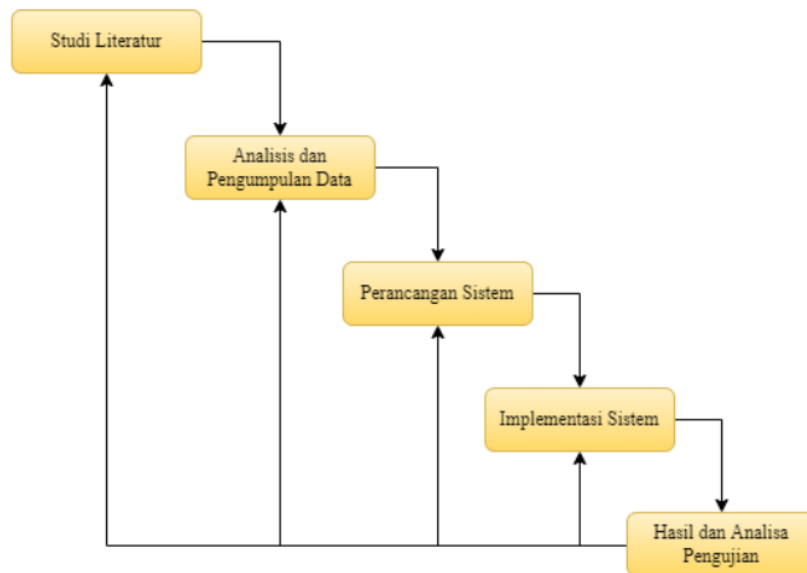 Studi Literatur
Analisis dan
Pengumpulan Data
Perancangan Sistem
Implementasi Sistem
Hasil dan Analisa
Pengujian